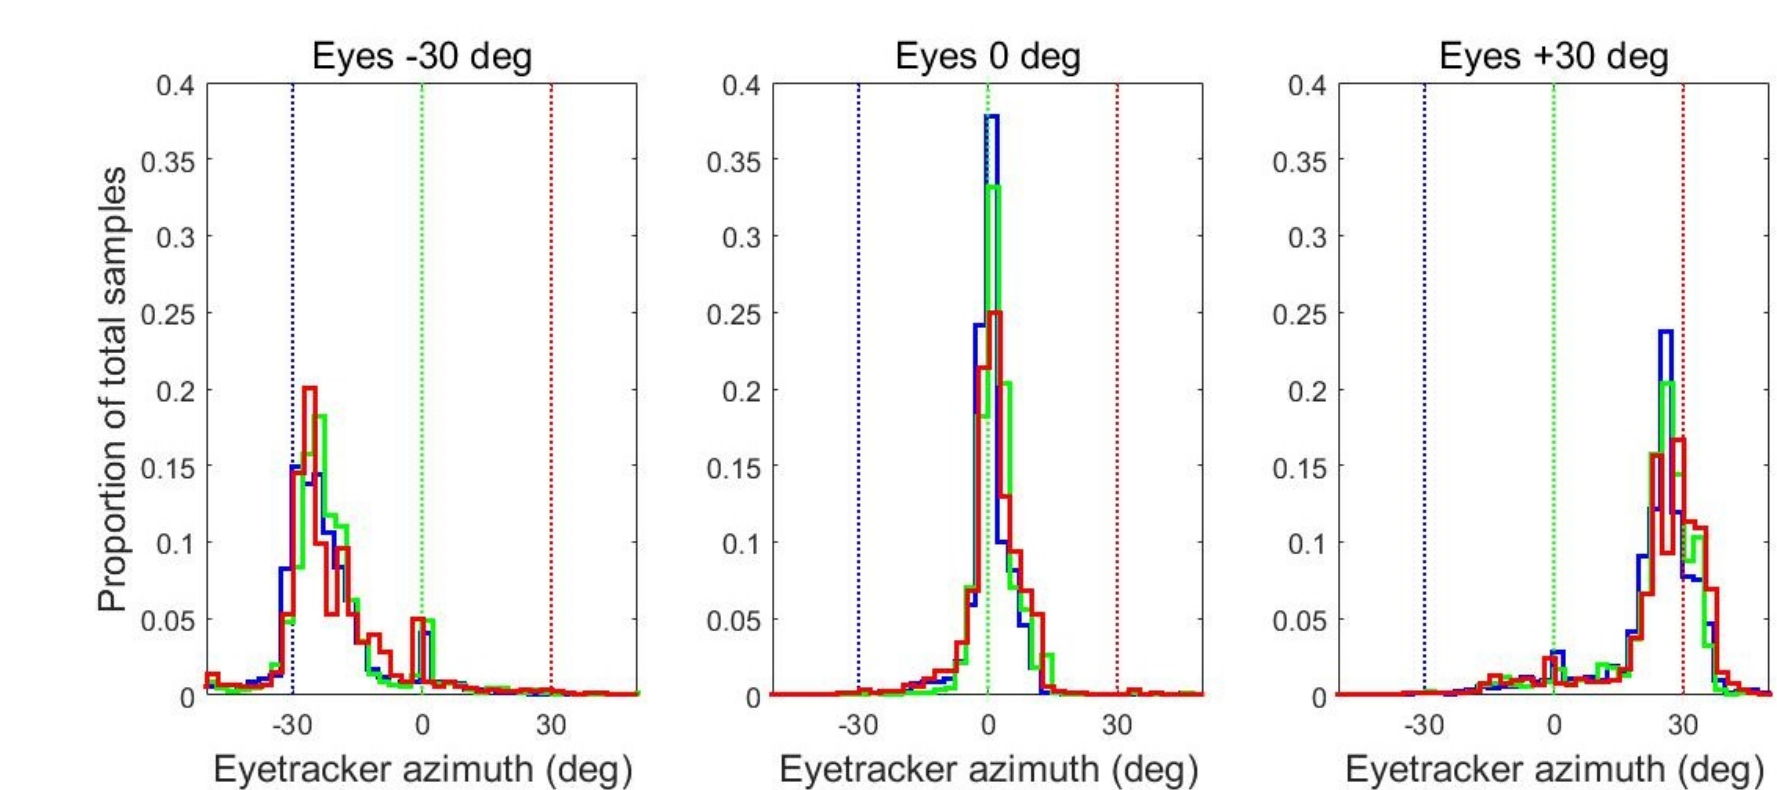 Eyes -30 deg
Eyes 0 deg
Eyes +30 deg
Proportion of total samples
0.4
0.35
0.3
0.25
0.2
0.15
0.1
0.05
0
-30 0 30
Eyetracker azimuth (deg)
0.4
0.35
0.3
0.25
0.2
0.15
0.1
0.05
0
-30 0 30
Eyetracker azimuth (deg)
0.4
0.35
0.3
0.25
0.2
0.15
0.1
0.05
0
-30 0 30
Eyetracker azimuth (deg)